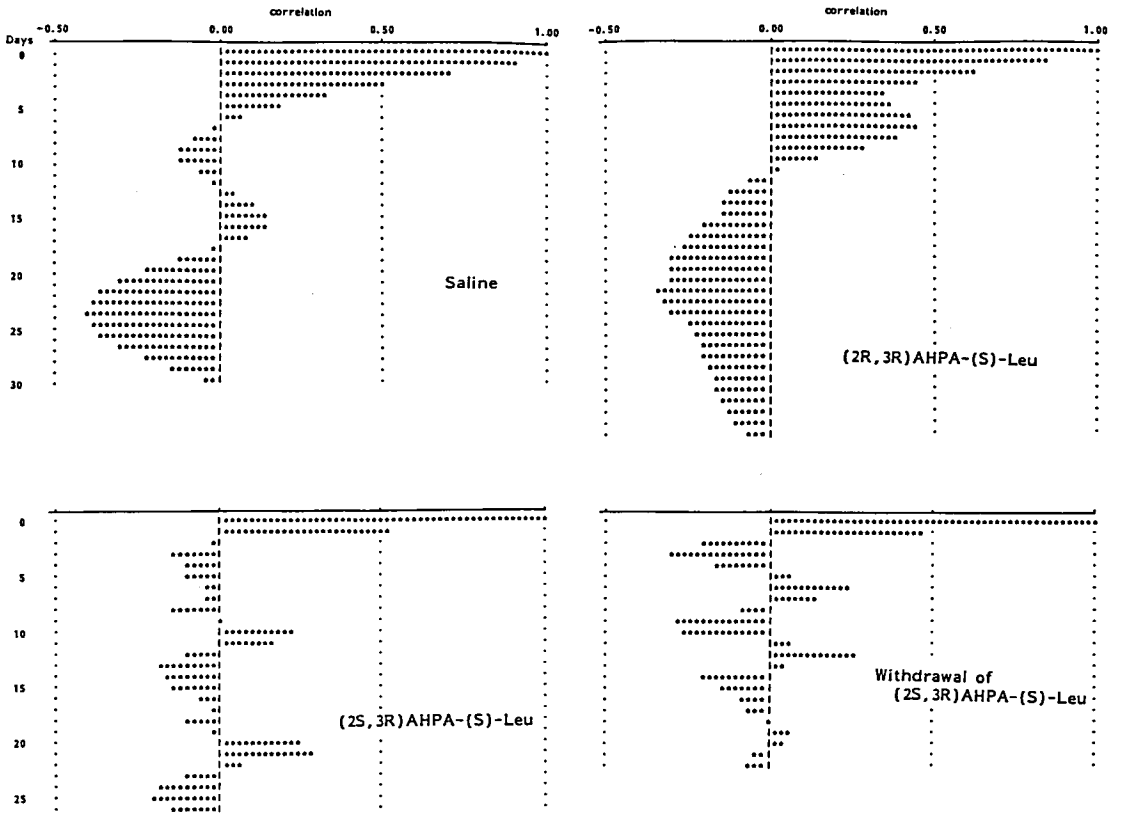 correlation
-0.50 0.00 0.50 1.00
Days
0
5
10
15
20
25
30
Saline
correlation
-0.50 0.00 0.50 1.00
(2R,3R)AHPA-(S)-Leu
0
5
10
15
20
25
(2S,3R)AHPA-(S)-Leu
Withdrawal of
(2S,3R)AHPA-(S)-Leu